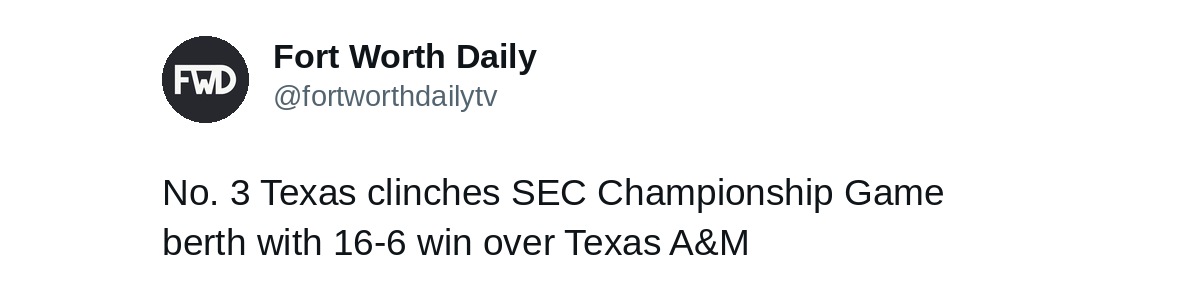 FWD
Fort Worth Daily
@fortworthdailytv
No. 3 Texas clinches SEC Championship Game
berth with 16-6 win over Texas A&M